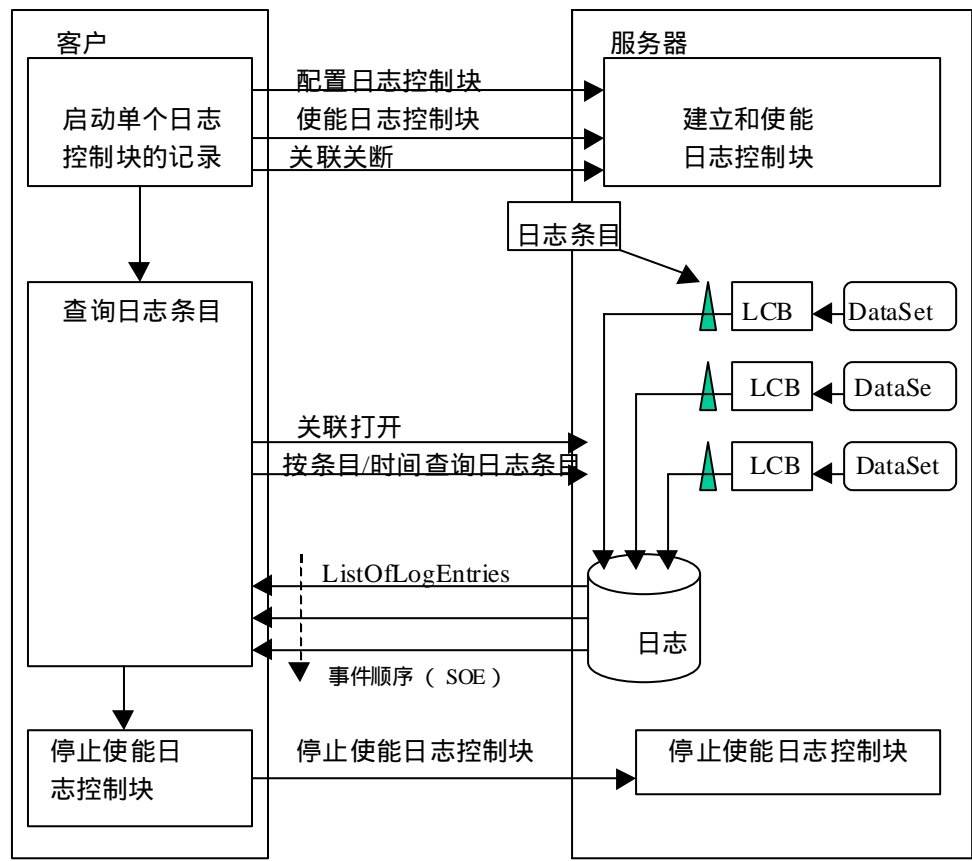 客户
服务器
启动单个日志
控制块的记录
配置日志控制块
使能日志控制块
关联关断
建立和使能
日志控制块
日志条目
查询日志条目
LCB
DataSet
LCB
DataSe
关联打开
按条目/时间查询日志条目
LCB
DataSet
ListOfLogEntries
日志
事件顺序（ SOE ）
停止使能日
志控制块
停止使能日志控制块
停止使能日志控制块